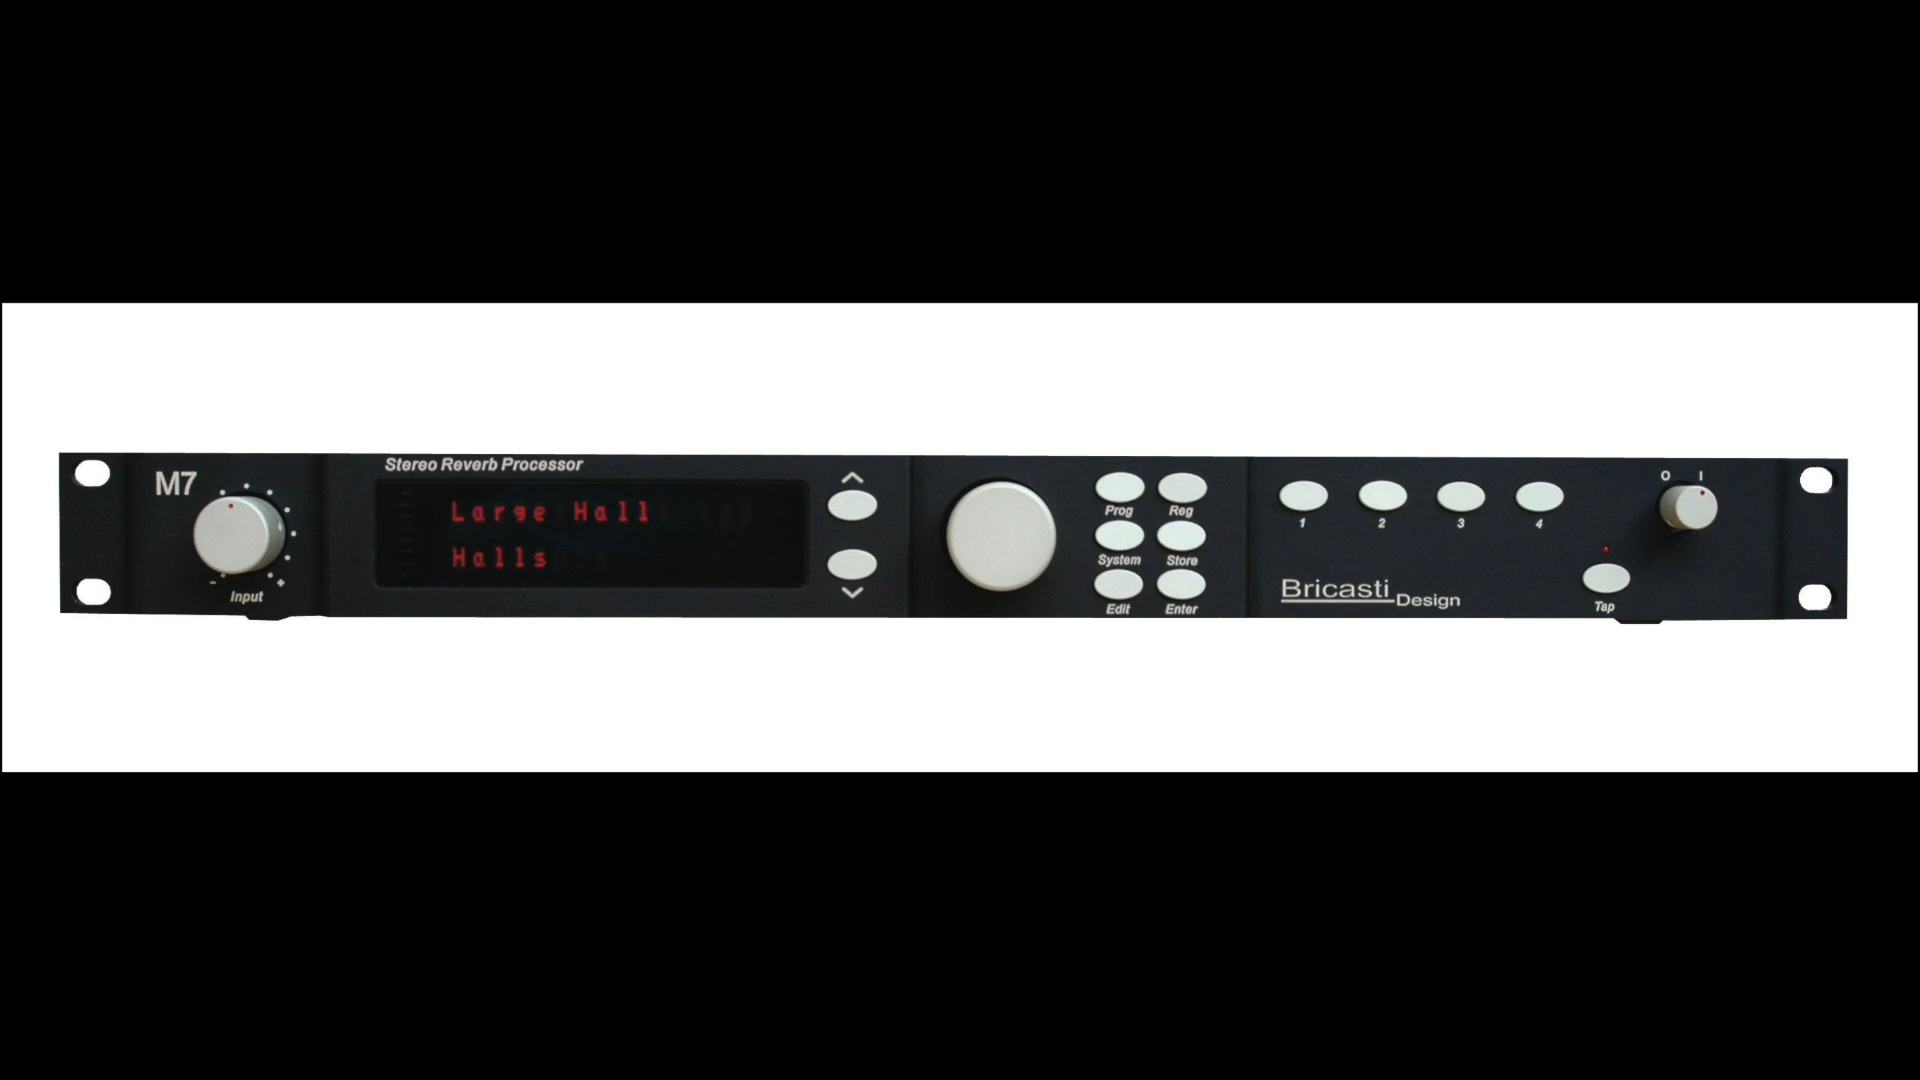 M7
Input
- +
Stereo Reverb Processor
Large Hall
Halls
Prog Reg
System Store
Edit Enter
1 2 3 4
Bricasti Design
O I
Tap